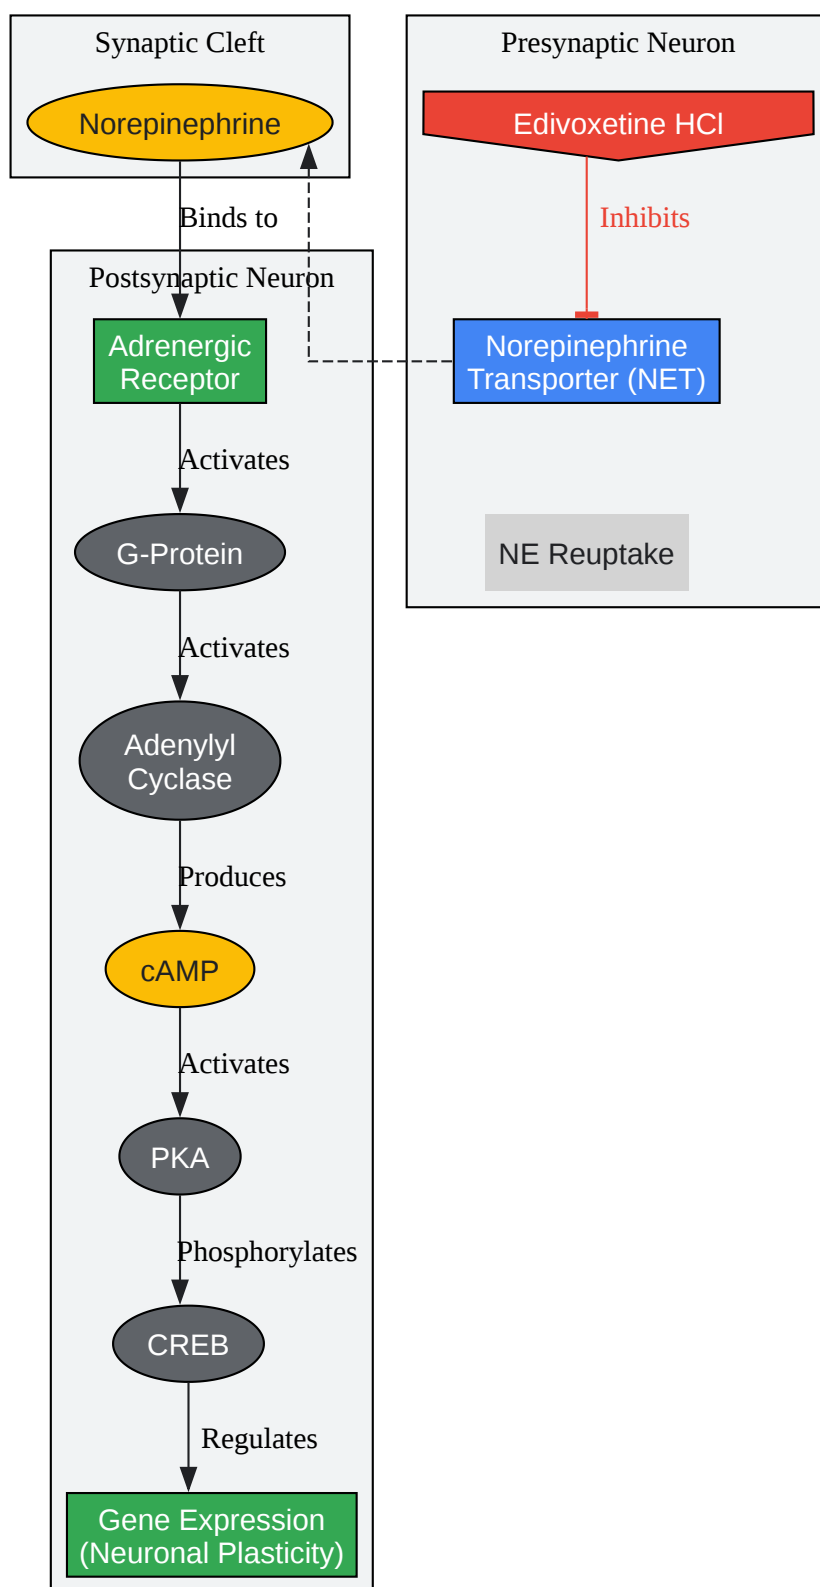 Synaptic Cleft
Norepinephrine
Binds to
Postsynaptic Neuron
Adrenergic
Receptor
Activates
G-Protein
Activates
Adenylyl
Cyclase
Produces
cAMP
Activates
PKA
Phosphorylates
CREB
Regulates
Gene Expression
(Neuronal Plasticity)
Presynaptic Neuron
Edivoxetine HCl
Inhibits
Norepinephrine
Transporter (NET)
NE Reuptake